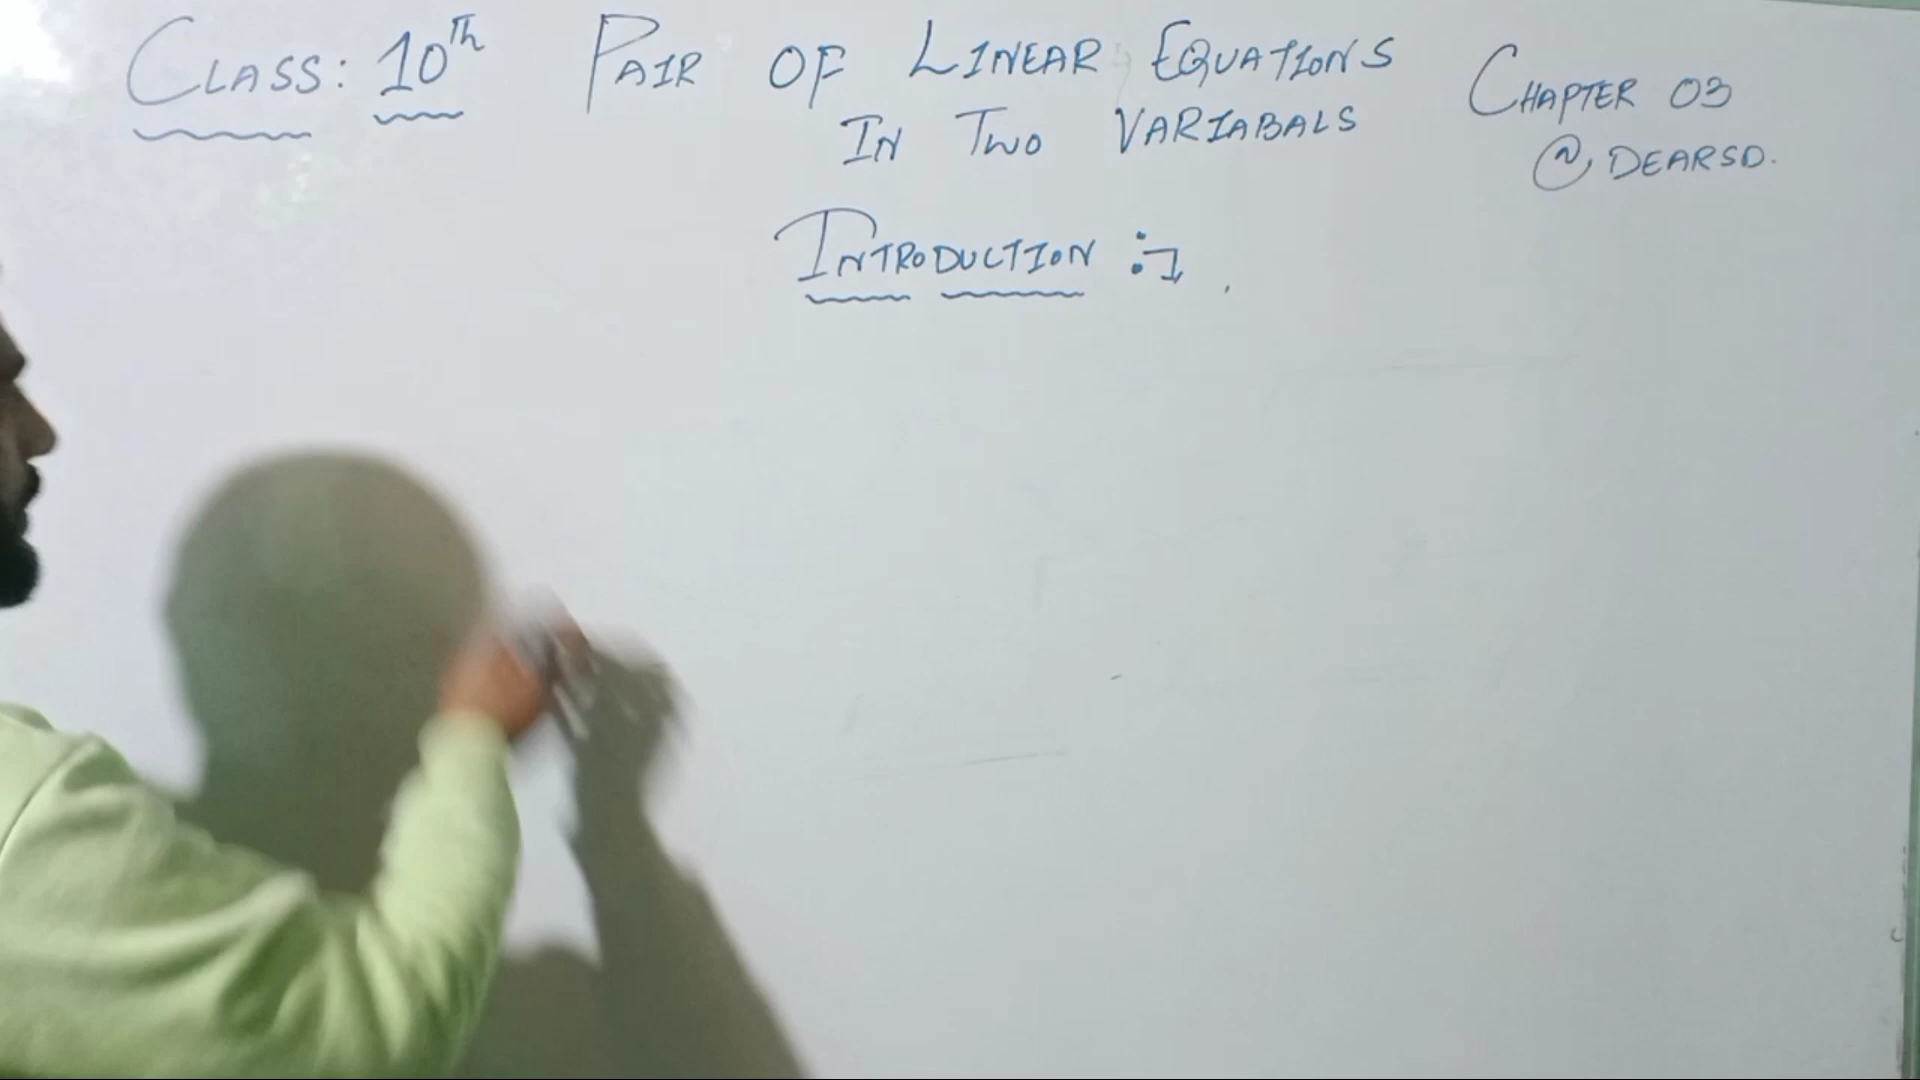 CLASS: 10Th PAIR OF LINEAR EQUATIONS
IN TWO VARIABALS
CHAPTER 03
@ DEARSD.
INTRODUCTION :-